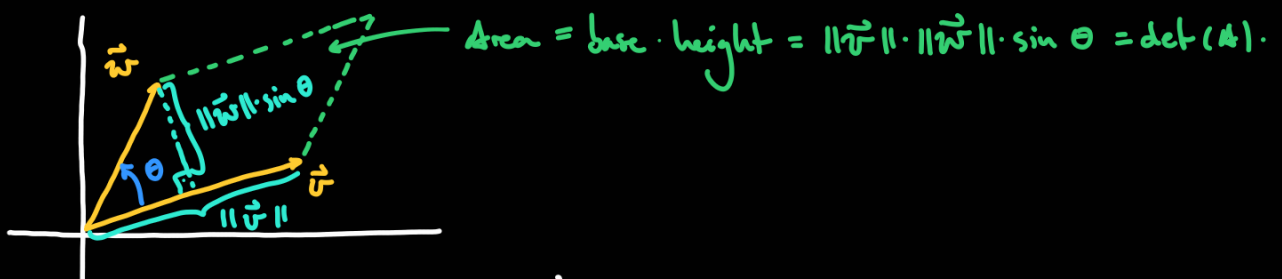 Area = base · height = ||v⃗|| · ||w⃗|| · sin θ = det(A).
w⃗
||w⃗||·sin θ
θ
v⃗
||v⃗||